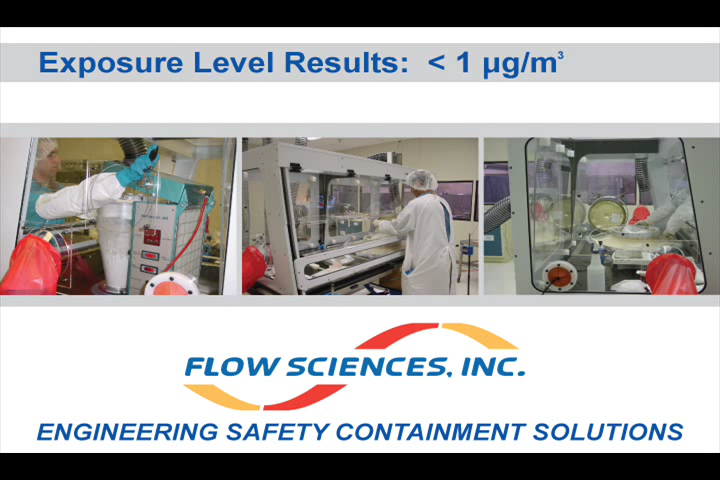 Exposure Level Results: < 1 µg/m³
FLOW SCIENCES, INC.
ENGINEERING SAFETY CONTAINMENT SOLUTIONS